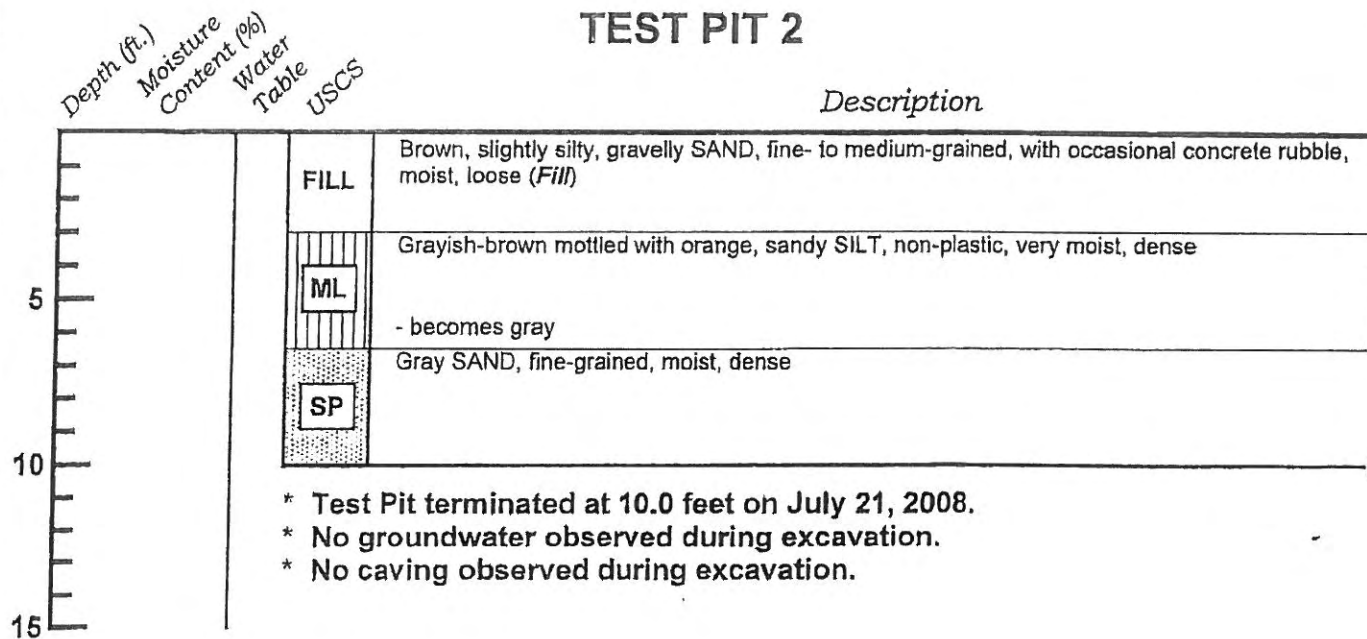 TEST PIT 2
Depth (ft.)
Moisture
Content (%)
Water
Table
USCS
Description
FILL
Brown, slightly silty, gravelly SAND, fine- to medium-grained, with occasional concrete rubble,
moist, loose (Fill)
ML
Grayish-brown mottled with orange, sandy SILT, non-plastic, very moist, dense
5
- becomes gray
SP
Gray SAND, fine-grained, moist, dense
10
* Test Pit terminated at 10.0 feet on July 21, 2008.
* No groundwater observed during excavation.
* No caving observed during excavation.
15